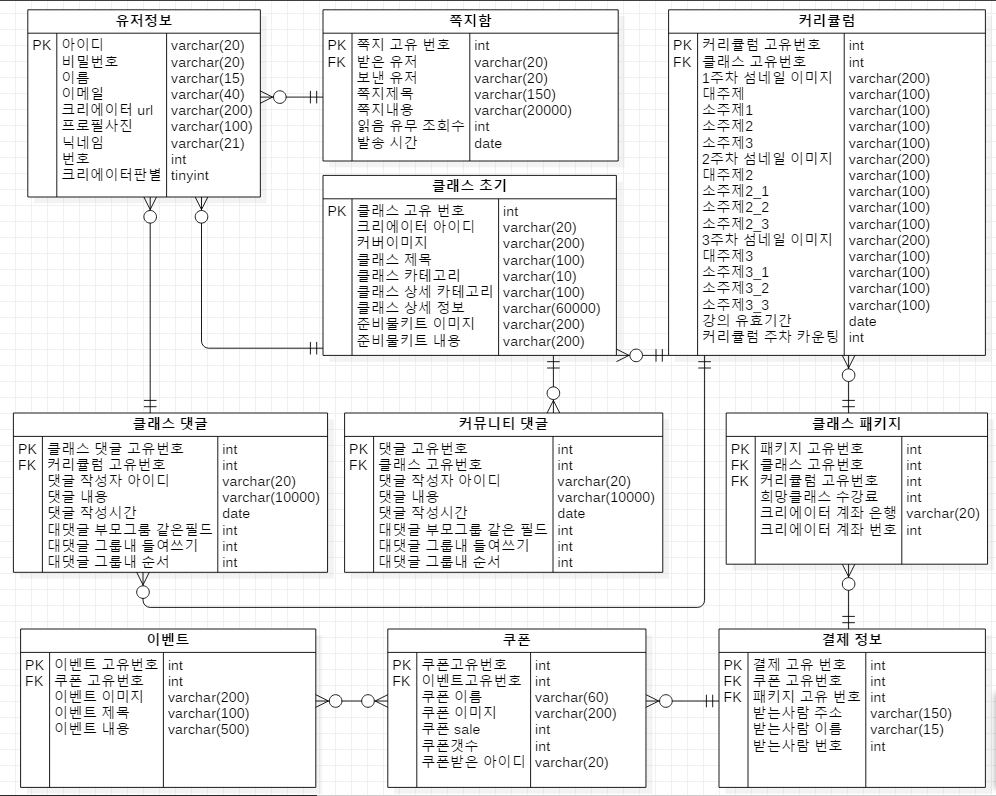 유저정보
PK 아이디 varchar(20)
비밀번호 varchar(20)
이름 varchar(15)
이메일 varchar(40)
크리에이터 url varchar(200)
프로필사진 varchar(100)
닉네임 varchar(21)
번호 int
크리에이터판별 tinyint
쪽지함
PK 쪽지 고유 번호 int
FK 받은 유저 varchar(20)
보낸 유저 varchar(20)
쪽지제목 varchar(150)
쪽지내용 varchar(20000)
읽음 유무 조회수 int
발송 시간 date
커리큘럼
PK 커리큘럼 고유번호 int
FK 클래스 고유번호 int
1주차 섬네일 이미지 varchar(200)
대주제 varchar(100)
소주제1 varchar(100)
소주제2 varchar(100)
소주제3 varchar(100)
2주차 섬네일 이미지 varchar(200)
대주제2 varchar(100)
소주제2_1 varchar(100)
소주제2_2 varchar(100)
소주제2_3 varchar(100)
3주차 섬네일 이미지 varchar(200)
대주제3 varchar(100)
소주제3_1 varchar(100)
소주제3_2 varchar(100)
소주제3_3 varchar(100)
강의 유효기간 date
커리큘럼 주차 카운팅 int
클래스 초기
PK 클래스 고유 번호 int
크리에이터 아이디 varchar(20)
커버이미지 varchar(200)
클래스 제목 varchar(100)
클래스 카테고리 varchar(10)
클래스 상세 카테고리 varchar(100)
클래스 상세 정보 varchar(60000)
준비물키트 이미지 varchar(200)
준비물키트 내용 varchar(200)
클래스 댓글
PK 클래스 댓글 고유번호 int
FK 커리큘럼 고유번호 int
댓글 작성자 아이디 varchar(20)
댓글 내용 varchar(10000)
댓글 작성시간 date
대댓글 부모그룹 같은필드 int
대댓글 그룹내 들여쓰기 int
대댓글 그룹내 순서 int
커뮤니티 댓글
PK 댓글 고유번호 int
FK 클래스 고유번호 int
댓글 작성자 아이디 varchar(20)
댓글 내용 varchar(10000)
댓글 작성시간 date
대댓글 부모그룹 같은 필드 int
대댓글 그룹내 들여쓰기 int
대댓글 그룹내 순서 int
클래스 패키지
PK 패키지 고유번호 int
FK 클래스 고유번호 int
FK 커리큘럼 고유번호 int
희망클래스 수강료 int
크리에이터 계좌 은행 varchar(20)
크리에이터 계좌 번호 int
이벤트
PK 이벤트 고유번호 int
FK 쿠폰 고유번호 int
이벤트 이미지 varchar(200)
이벤트 제목 varchar(100)
이벤트 내용 varchar(500)
쿠폰
PK 쿠폰고유번호 int
FK 이벤트고유번호 int
쿠폰 이름 varchar(60)
쿠폰 이미지 varchar(200)
쿠폰 sale int
쿠폰갯수 int
쿠폰받은 아이디 varchar(20)
결제 정보
PK 결제 고유 번호 int
FK 쿠폰 고유번호 int
FK 패키지 고유 번호 int
받는사람 주소 varchar(150)
받는사람 이름 varchar(15)
받는사람 번호 int